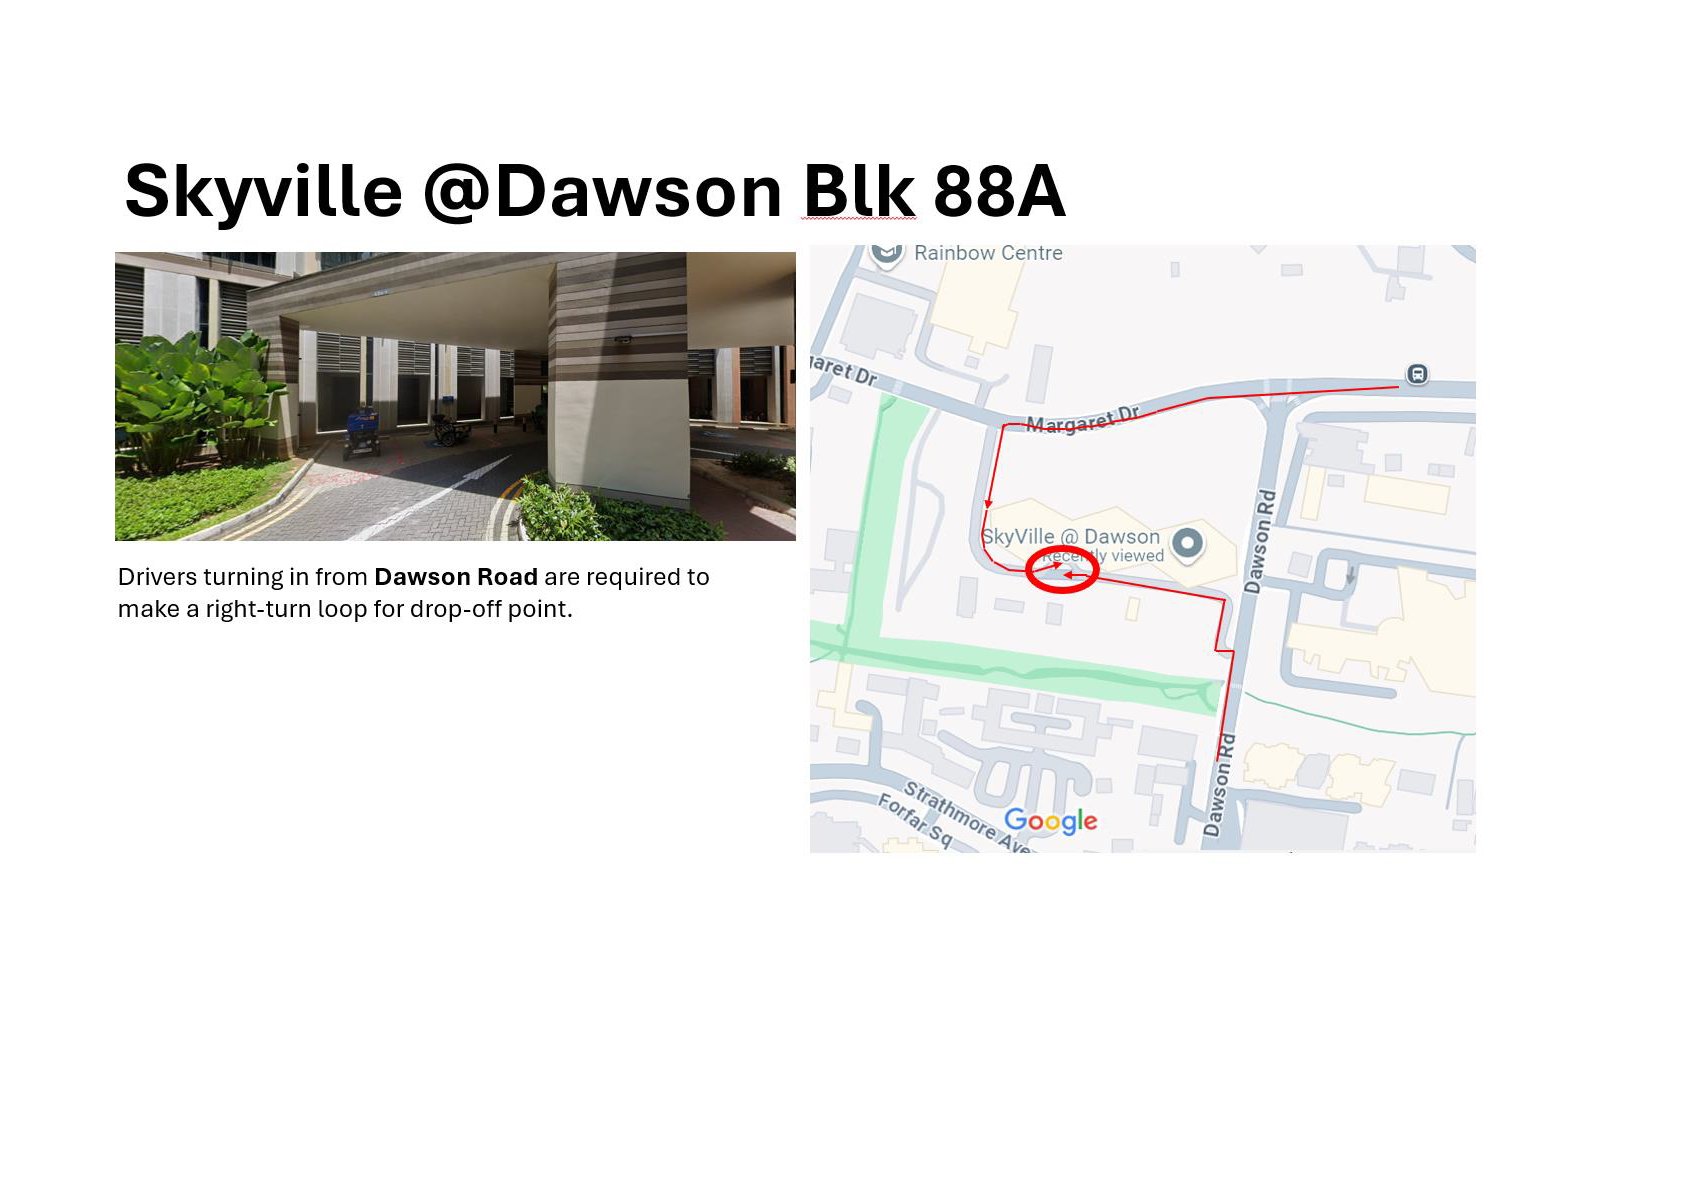 Skyville @Dawson Blk 88A
Drivers turning in from Dawson Road are required to
make a right-turn loop for drop-off point.
Rainbow Centre
garet Dr
Margaret Dr
SkyVille @ Dawson
Recently viewed
Dawson Rd
Dawson Rd
Strathmore Ave
Forfar Sq
Google